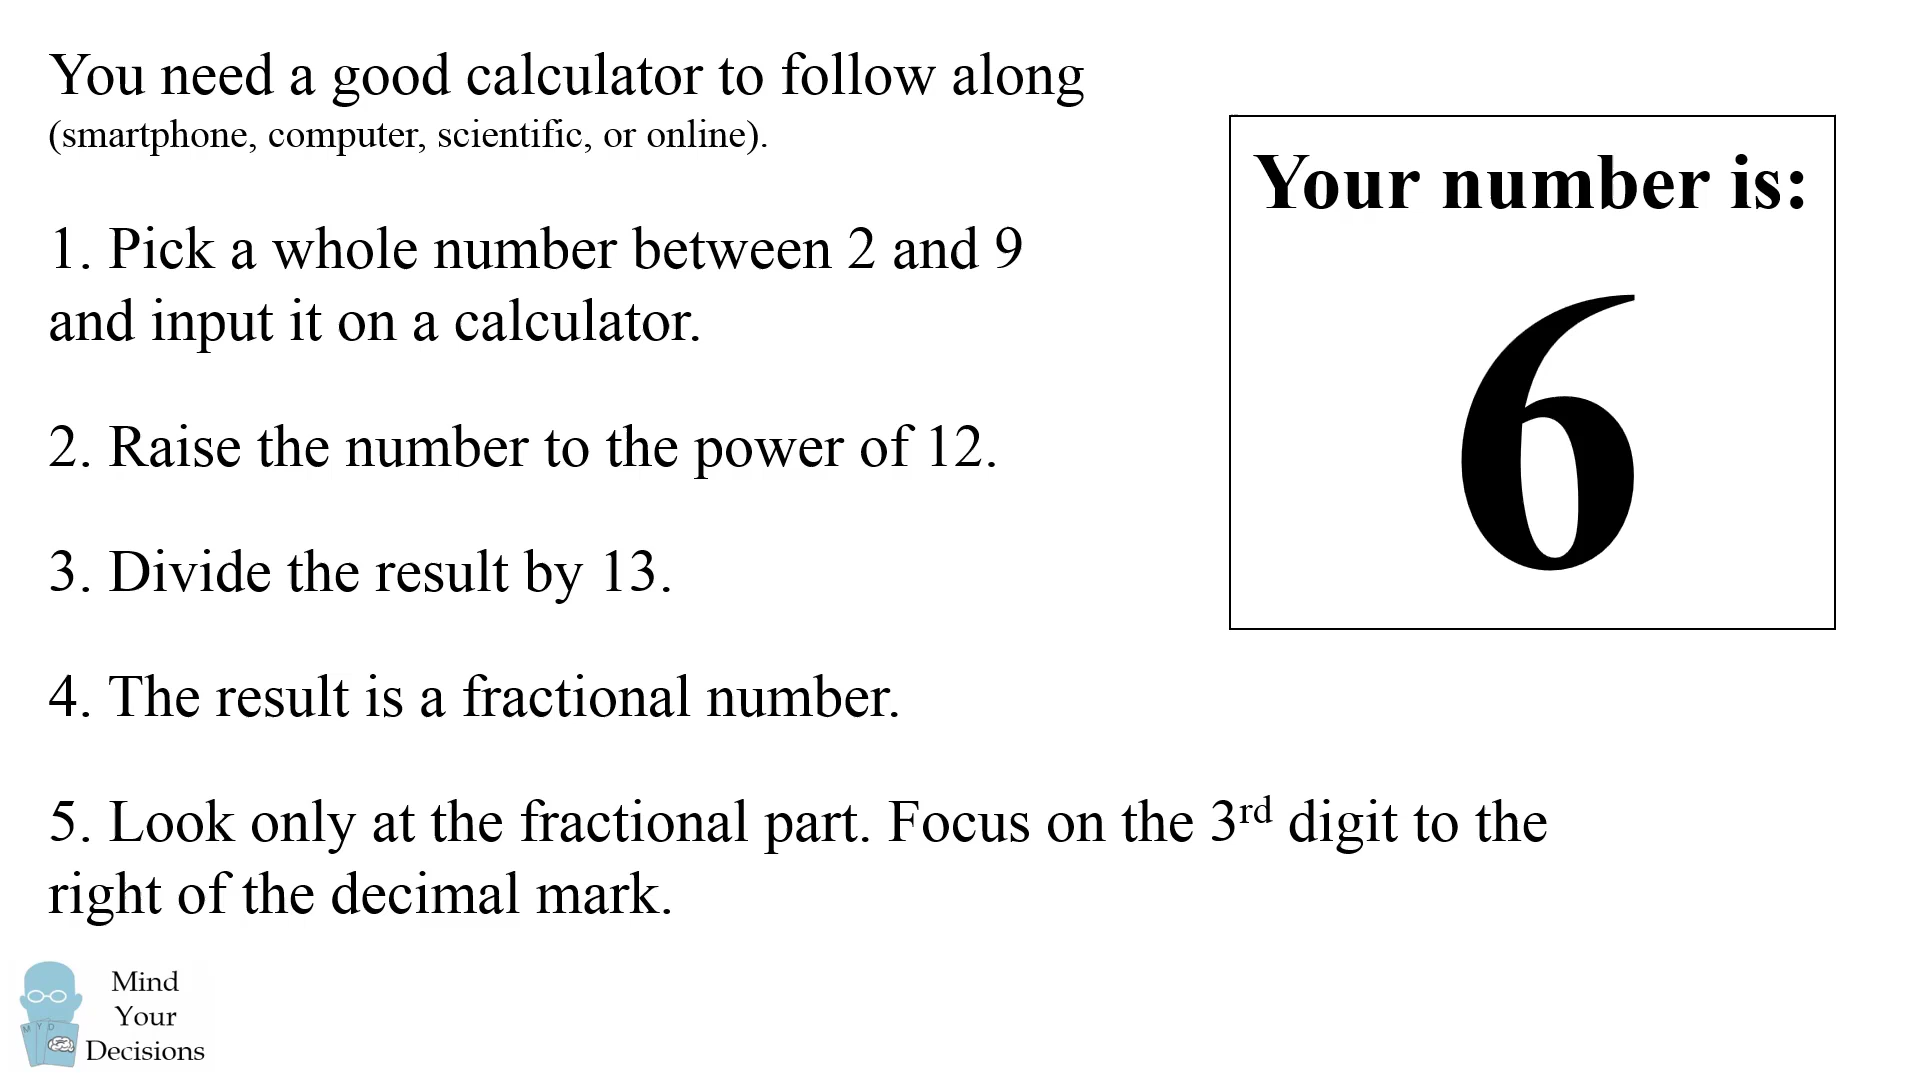 You need a good calculator to follow along
(smartphone, computer, scientific, or online).
1. Pick a whole number between 2 and 9
and input it on a calculator.
2. Raise the number to the power of 12.
3. Divide the result by 13.
4. The result is a fractional number.
5. Look only at the fractional part. Focus on the 3rd digit to the
right of the decimal mark.
Your number is:
6
M Y D
Mind
Your
Decisions